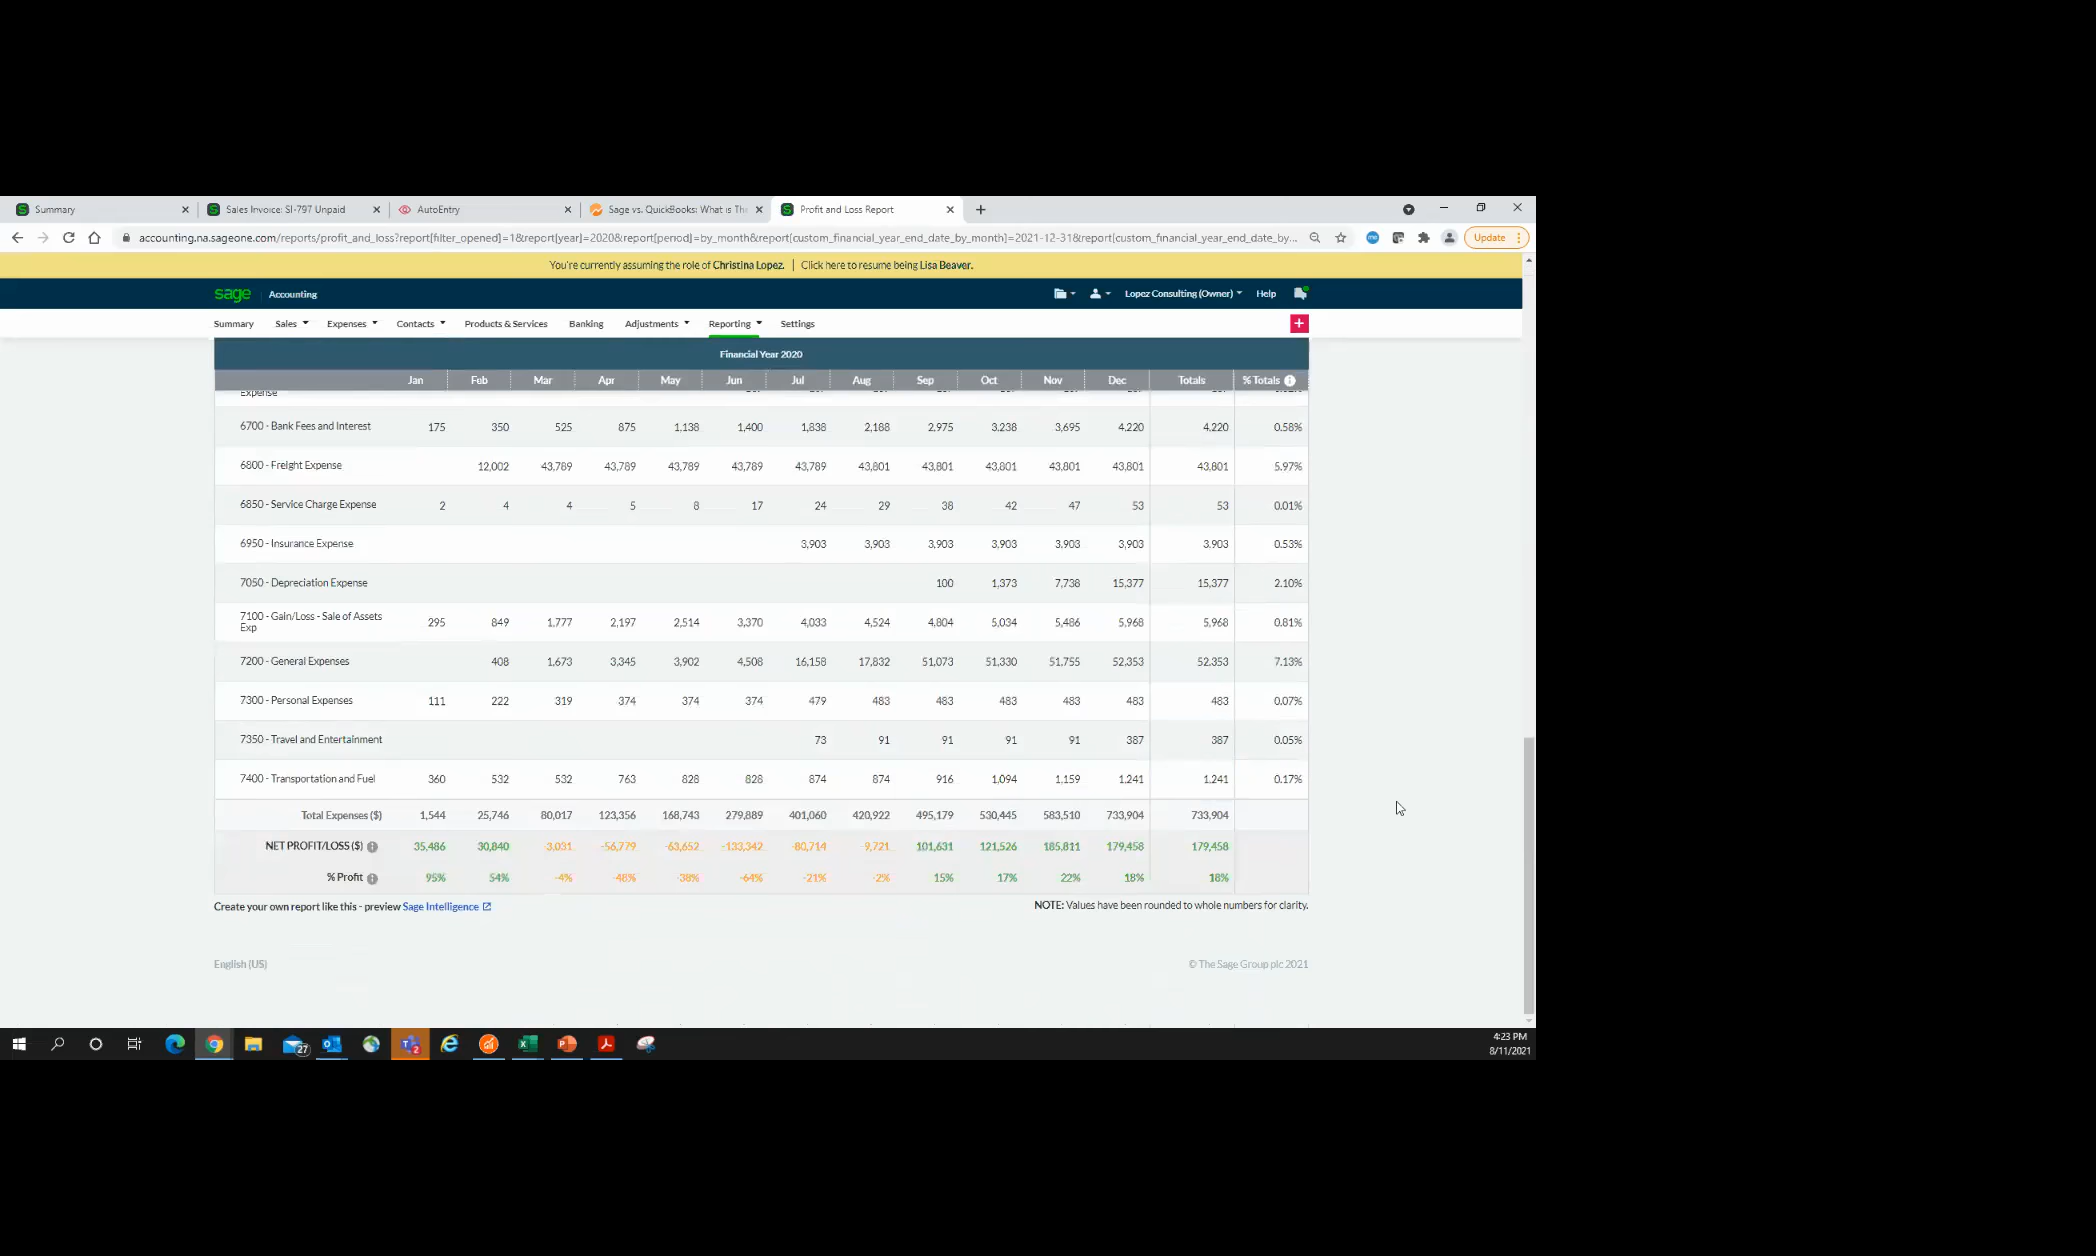 Summary
Sales Invoice: SI-797 Unpaid
AutoEntry
Sage vs. QuickBooks: What is The
Profit and Loss Report
accounting.na.sageone.com/reports/profit_and_loss?report[filter_opened]=1&report[year]=2020&report[period]=by_month&report[custom_financial_year_end_date_by_month]=2021-12-31&report[custom_financial_year_end_date_by...
Update
You're currently assuming the role of Christina Lopez. | Click here to resume being Lisa Beaver.
sage Accounting
Lopez Consulting (Owner) Help
Summary Sales Expenses Contacts Products & Services Banking Adjustments Reporting Settings
Financial Year 2020
Jan Feb Mar Apr May Jun Jul Aug Sep Oct Nov Dec Totals % Totals
Expense
6700 - Bank Fees and Interest 175 350 525 875 1,138 1,400 1,838 2,188 2,975 3,238 3,695 4,220 4,220 0.58%
6800 - Freight Expense 12,002 43,789 43,789 43,789 43,789 43,789 43,801 43,801 43,801 43,801 43,801 43,801 5.97%
6850 - Service Charge Expense 2 4 4 5 8 17 24 29 38 42 47 53 53 0.01%
6950 - Insurance Expense 3,903 3,903 3,903 3,903 3,903 3,903 3,903 0.53%
7050 - Depreciation Expense 100 1,373 7,738 15,377 15,377 2.10%
7100 - Gain/Loss - Sale of Assets
Exp
295 849 1,777 2,197 2,514 3,370 4,033 4,524 4,804 5,034 5,486 5,968 5,968 0.81%
7200 - General Expenses 408 1,673 3,345 3,902 4,508 16,158 17,832 51,073 51,330 51,755 52,353 52,353 7.13%
7300 - Personal Expenses 111 222 319 374 374 374 479 483 483 483 483 483 483 0.07%
7350 - Travel and Entertainment 73 91 91 91 91 387 387 0.05%
7400 - Transportation and Fuel 360 532 532 763 828 828 874 874 916 1,094 1,159 1,241 1,241 0.17%
Total Expenses ($) 1,544 25,746 80,017 123,356 168,743 279,889 401,060 420,922 495,179 530,445 583,510 733,904 733,904
NET PROFIT/LOSS ($) 35,486 30,840 -3,031 -56,779 -63,652 -133,342 -80,714 -9,721 101,631 121,526 185,811 179,458 179,458
% Profit 95% 54% -4% -48% -38% -64% -21% -2% 15% 17% 22% 18% 18%
Create your own report like this - preview Sage Intelligence
NOTE: Values have been rounded to whole numbers for clarity.
English (US)
© The Sage Group plc 2021
27
2
4:23 PM
8/11/2021